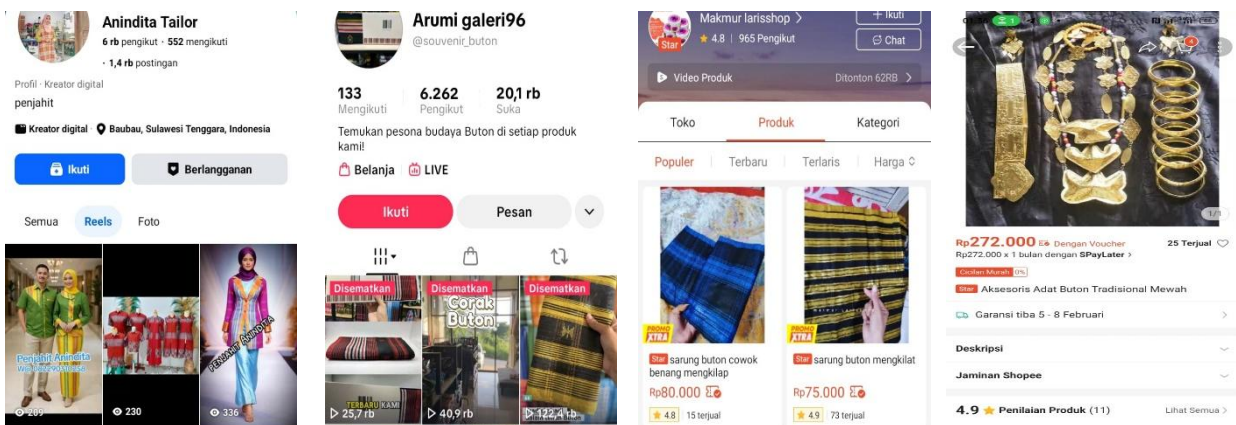 Anindita Tailor
6 rb pengikut · 552 mengikuti
· 1,4 rb postingan
Profil · Kreator digital
penjahit
Kreator digital · Baubau, Sulawesi Tenggara, Indonesia
Ikuti
Berlangganan
Semua
Reels
Foto
Penjahit Anindita
209
230
PENJAHIT ANINDITA
336
Arumi galeri96
@souvenir_buton
133
6.262
20,1 rb
Mengikuti
Pengikut
Suka
Temukan pesona budaya Buton di setiap produk
kami!
Belanja
LIVE
Ikuti
Pesan
Disematkan
Disematkan
Disematkan
Corak
Buton
TERBARU KAMI
25,7 rb
40,9 rb
122,4 rb
Makmur larisshop >
+ Ikuti
Star
4.8 | 965 Pengikut
Chat
Video Produk
Ditonton 62RB >
Toko
Produk
Kategori
Populer
Terbaru
Terlaris
Harga
PROMO
XTRA
PROMO
XTRA
Star sarung buton cowok
benang mengkilap
Rp80.000
4.8
15 terjual
Star sarung buton mengkilat
Rp75.000
4.9
73 terjual
1/1
Rp272.000 Dengan Voucher
25 Terjual
Rp272.000 x 1 bulan dengan SPayLater >
Cicilan Murah 0%
Star Aksesoris Adat Buton Tradisional Mewah
Garansi tiba 5 - 8 Februari
Deskripsi
Jaminan Shopee
4.9 Penilaian Produk (11)
Lihat Semua >